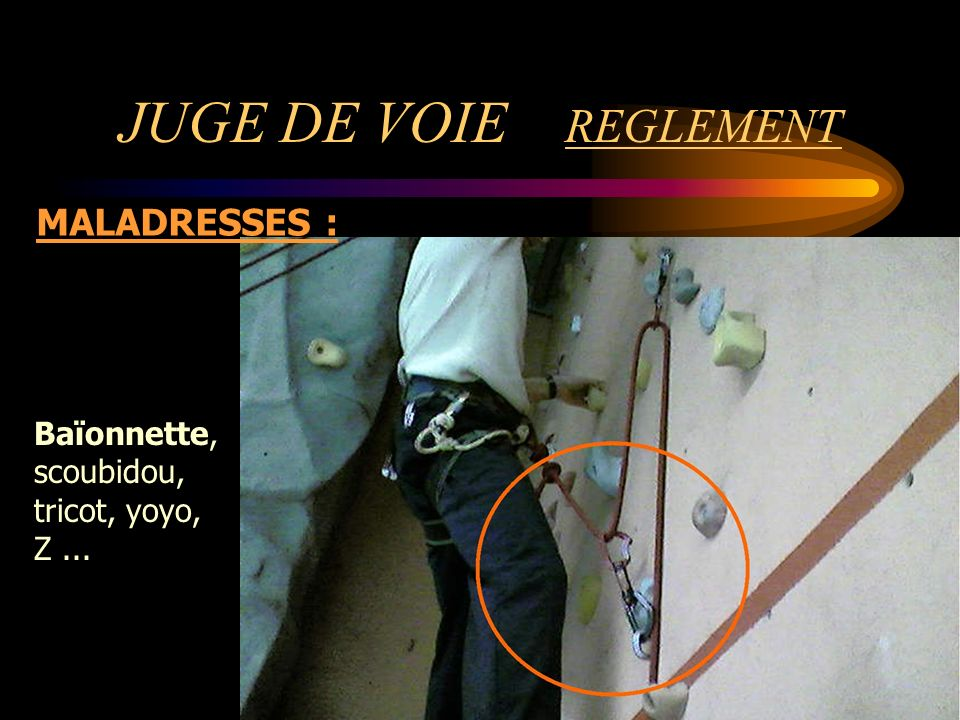 JUGE DE VOIE REGLEMENT
MALADRESSES :
Baïonnette,
scoubidou,
tricot, yoyo,
Z ...